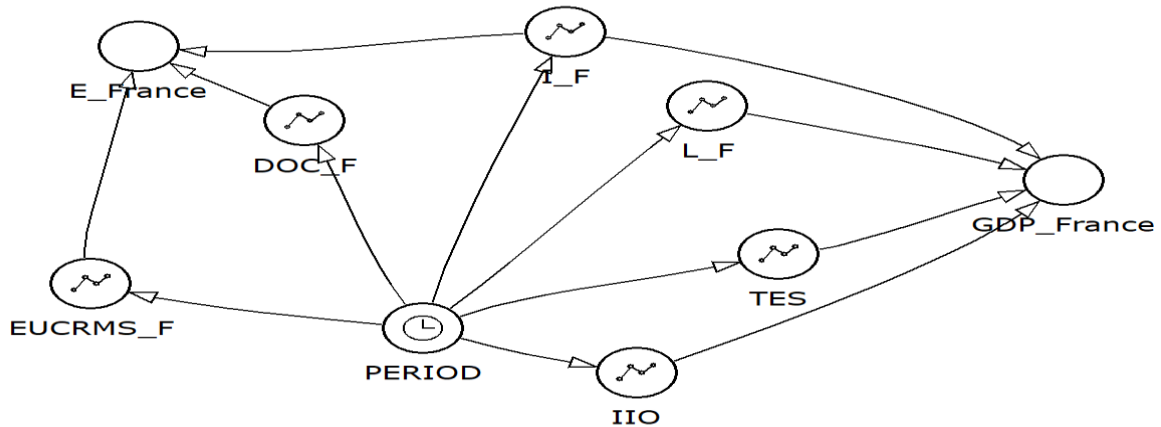 I_F
E_France
L_F
DOC_F
GDP_France
TES
EUCRMS_F
PERIOD
IIO